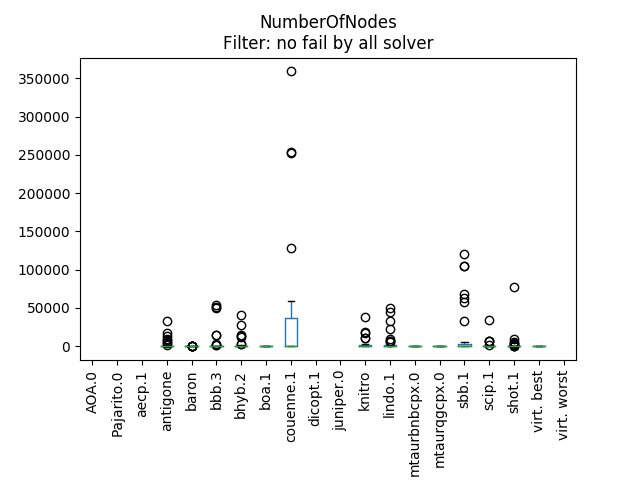 NumberOfNodes
Filter: no fail by all solver
350000
300000
250000
200000
150000
100000
50000
0
AOA.0
Pajarito.0
aecp.1
antigone
baron
bbb.3
bhyb.2
boa.1
couenne.1
dicopt.1
juniper.0
knitro
lindo.1
mtaurbnbcpx.0
mtaurqgcpx.0
sbb.1
scip.1
shot.1
virt. best
virt. worst